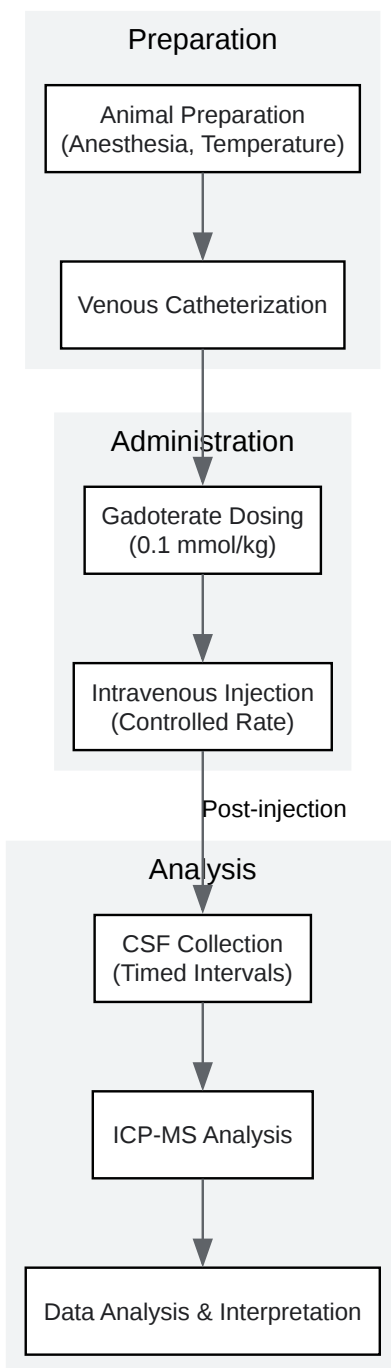 Preparation
Animal Preparation
(Anesthesia, Temperature)
Venous Catheterization
Administration
Gadoterate Dosing
(0.1 mmol/kg)
Intravenous Injection
(Controlled Rate)
Post-injection
Analysis
CSF Collection
(Timed Intervals)
ICP-MS Analysis
Data Analysis & Interpretation